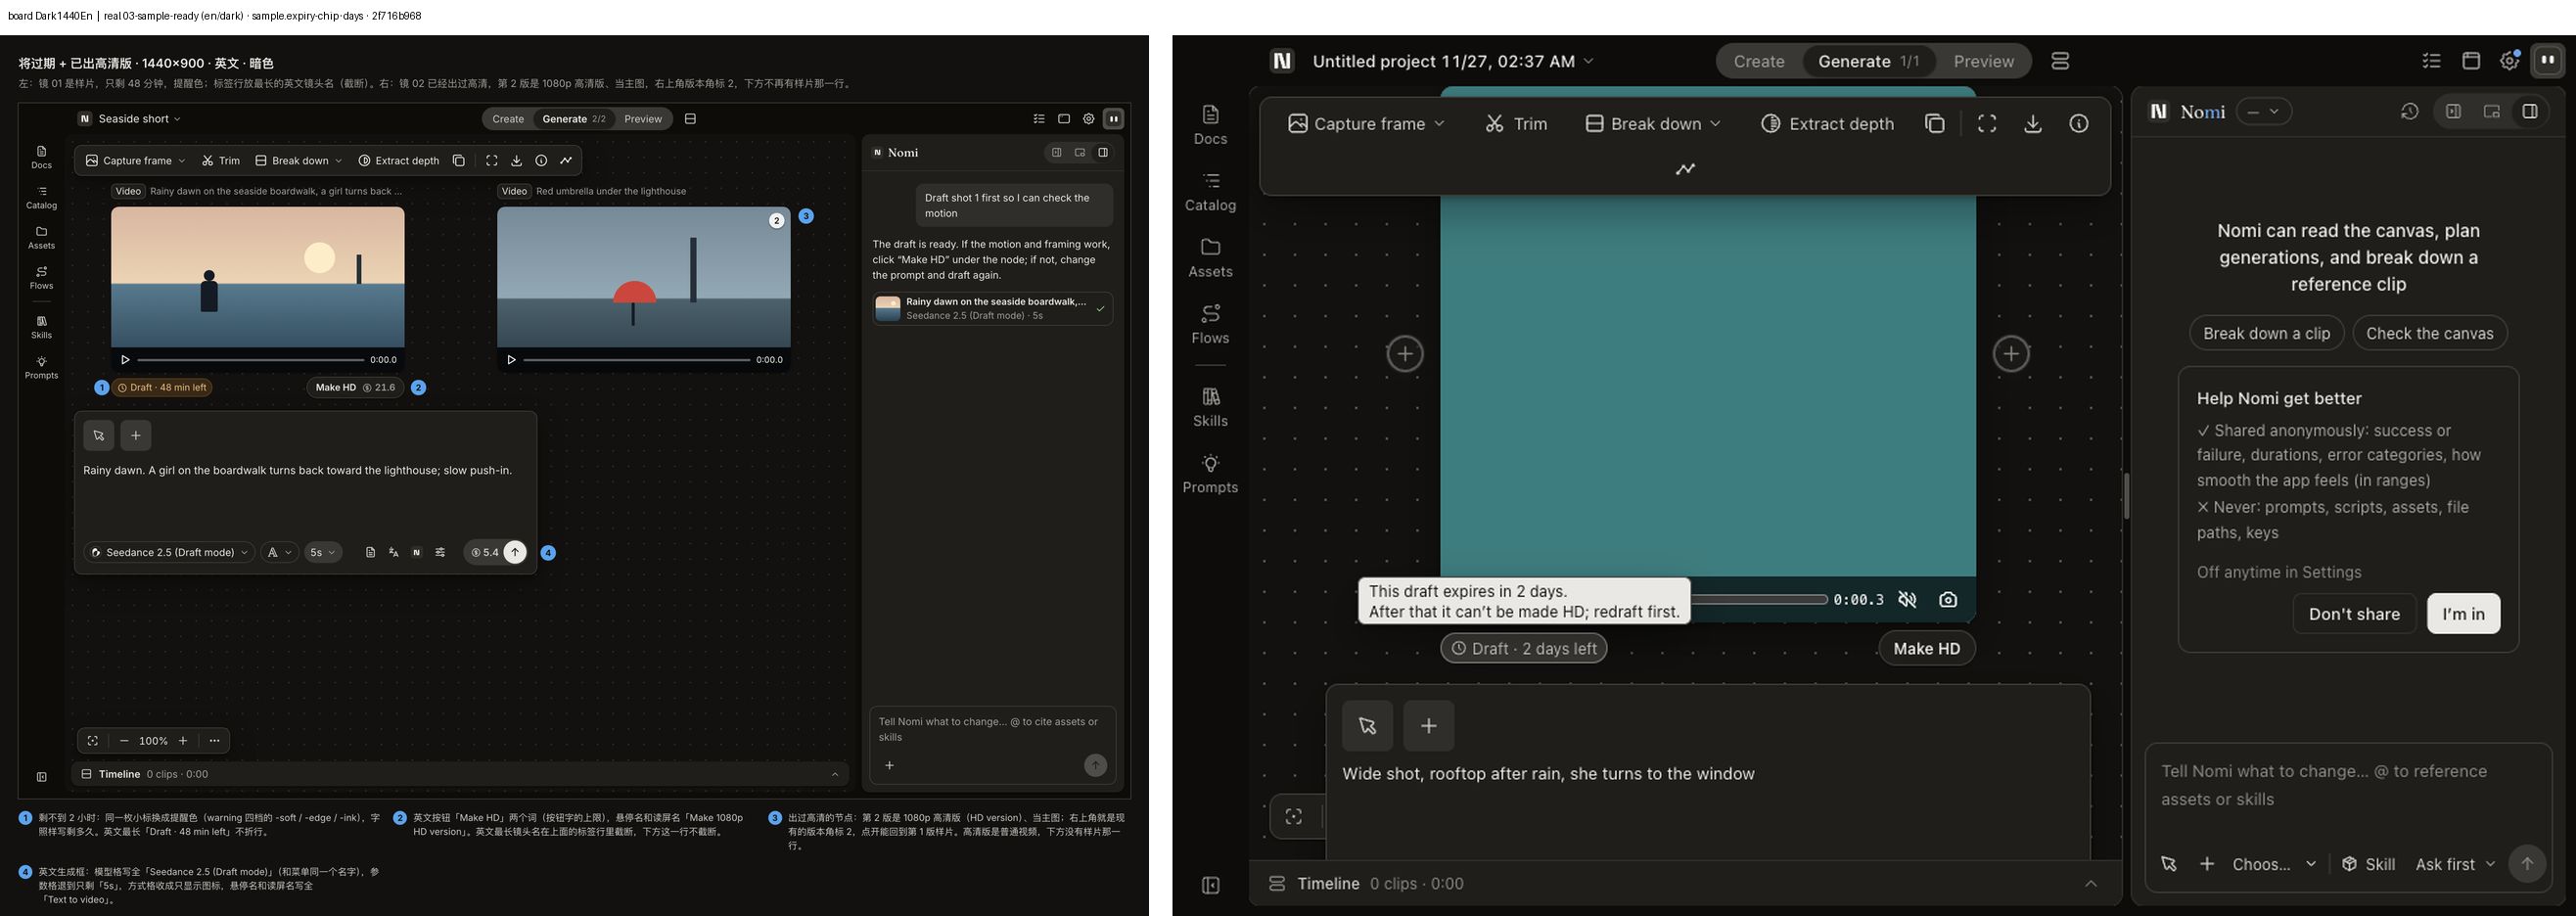 board Dark1440En | real 03-sample-ready (en/dark) · sample.expiry-chip-days · 2f716b968
将过期 + 已出高清版 · 1440×900 · 英文 · 暗色
左：镜 01 是样片，只剩 48 分钟，提醒色；标签行放最长的英文镜头名（截断）。右：镜 02 已经出过高清，第 2 版是 1080p 高清版、当主图，右上角版本角标 2，下方不再有样片那一行。
Seaside short
Create
Generate 2/2
Preview
Docs
Catalog
Assets
Flows
Skills
Prompts
Capture frame
Trim
Break down
Extract depth
Video Rainy dawn on the seaside boardwalk, a girl turns back ...
Video Red umbrella under the lighthouse
2
3
0:00.0
0:00.0
1
Draft · 48 min left
Make HD 21.6
2
Rainy dawn. A girl on the boardwalk turns back toward the lighthouse; slow push-in.
Seedance 2.5 (Draft mode)
5s
5.4
4
100%
Timeline 0 clips · 0:00
Nomi
Draft shot 1 first so I can check the
motion
The draft is ready. If the motion and framing work,
click “Make HD” under the node; if not, change
the prompt and draft again.
Rainy dawn on the seaside boardwalk,...
Seedance 2.5 (Draft mode) · 5s
Tell Nomi what to change... @ to cite assets or
skills
1 剩不到 2 小时：同一枚小标换成提醒色（warning 四档的 -soft / -edge / -ink），字
照样写剩多久。英文最长「Draft · 48 min left」不折行。
2 英文按钮「Make HD」两个词（按钮字的上限），悬停名和读屏名「Make 1080p
HD version」。英文最长镜头名在上面的标签行里截断，下方这一行不截断。
3 出过高清的节点：第 2 版是 1080p 高清版（HD version）、当主图；右上角就是现
有的版本角标 2，点开能回到第 1 版样片。高清版是普通视频，下方没有样片那一
行。
4 英文生成框：模型格写全「Seedance 2.5 (Draft mode)」（和菜单同一个名字），参
数格退到只剩「5s」，方式格收成只显示图标，悬停名和读屏名写全
「Text to video」。
Untitled project 11/27, 02:37 AM
Create
Generate 1/1
Preview
Docs
Catalog
Assets
Flows
Skills
Prompts
Capture frame
Trim
Break down
Extract depth
This draft expires in 2 days.
After that it can’t be made HD; redraft first.
0:00.3
Draft · 2 days left
Make HD
Wide shot, rooftop after rain, she turns to the window
Timeline 0 clips · 0:00
Nomi
—
Nomi can read the canvas, plan
generations, and break down a
reference clip
Break down a clip
Check the canvas
Help Nomi get better
✓ Shared anonymously: success or
failure, durations, error categories, how
smooth the app feels (in ranges)
✕ Never: prompts, scripts, assets, file
paths, keys
Off anytime in Settings
Don't share
I'm in
Tell Nomi what to change... @ to reference
assets or skills
Choos...
Skill
Ask first